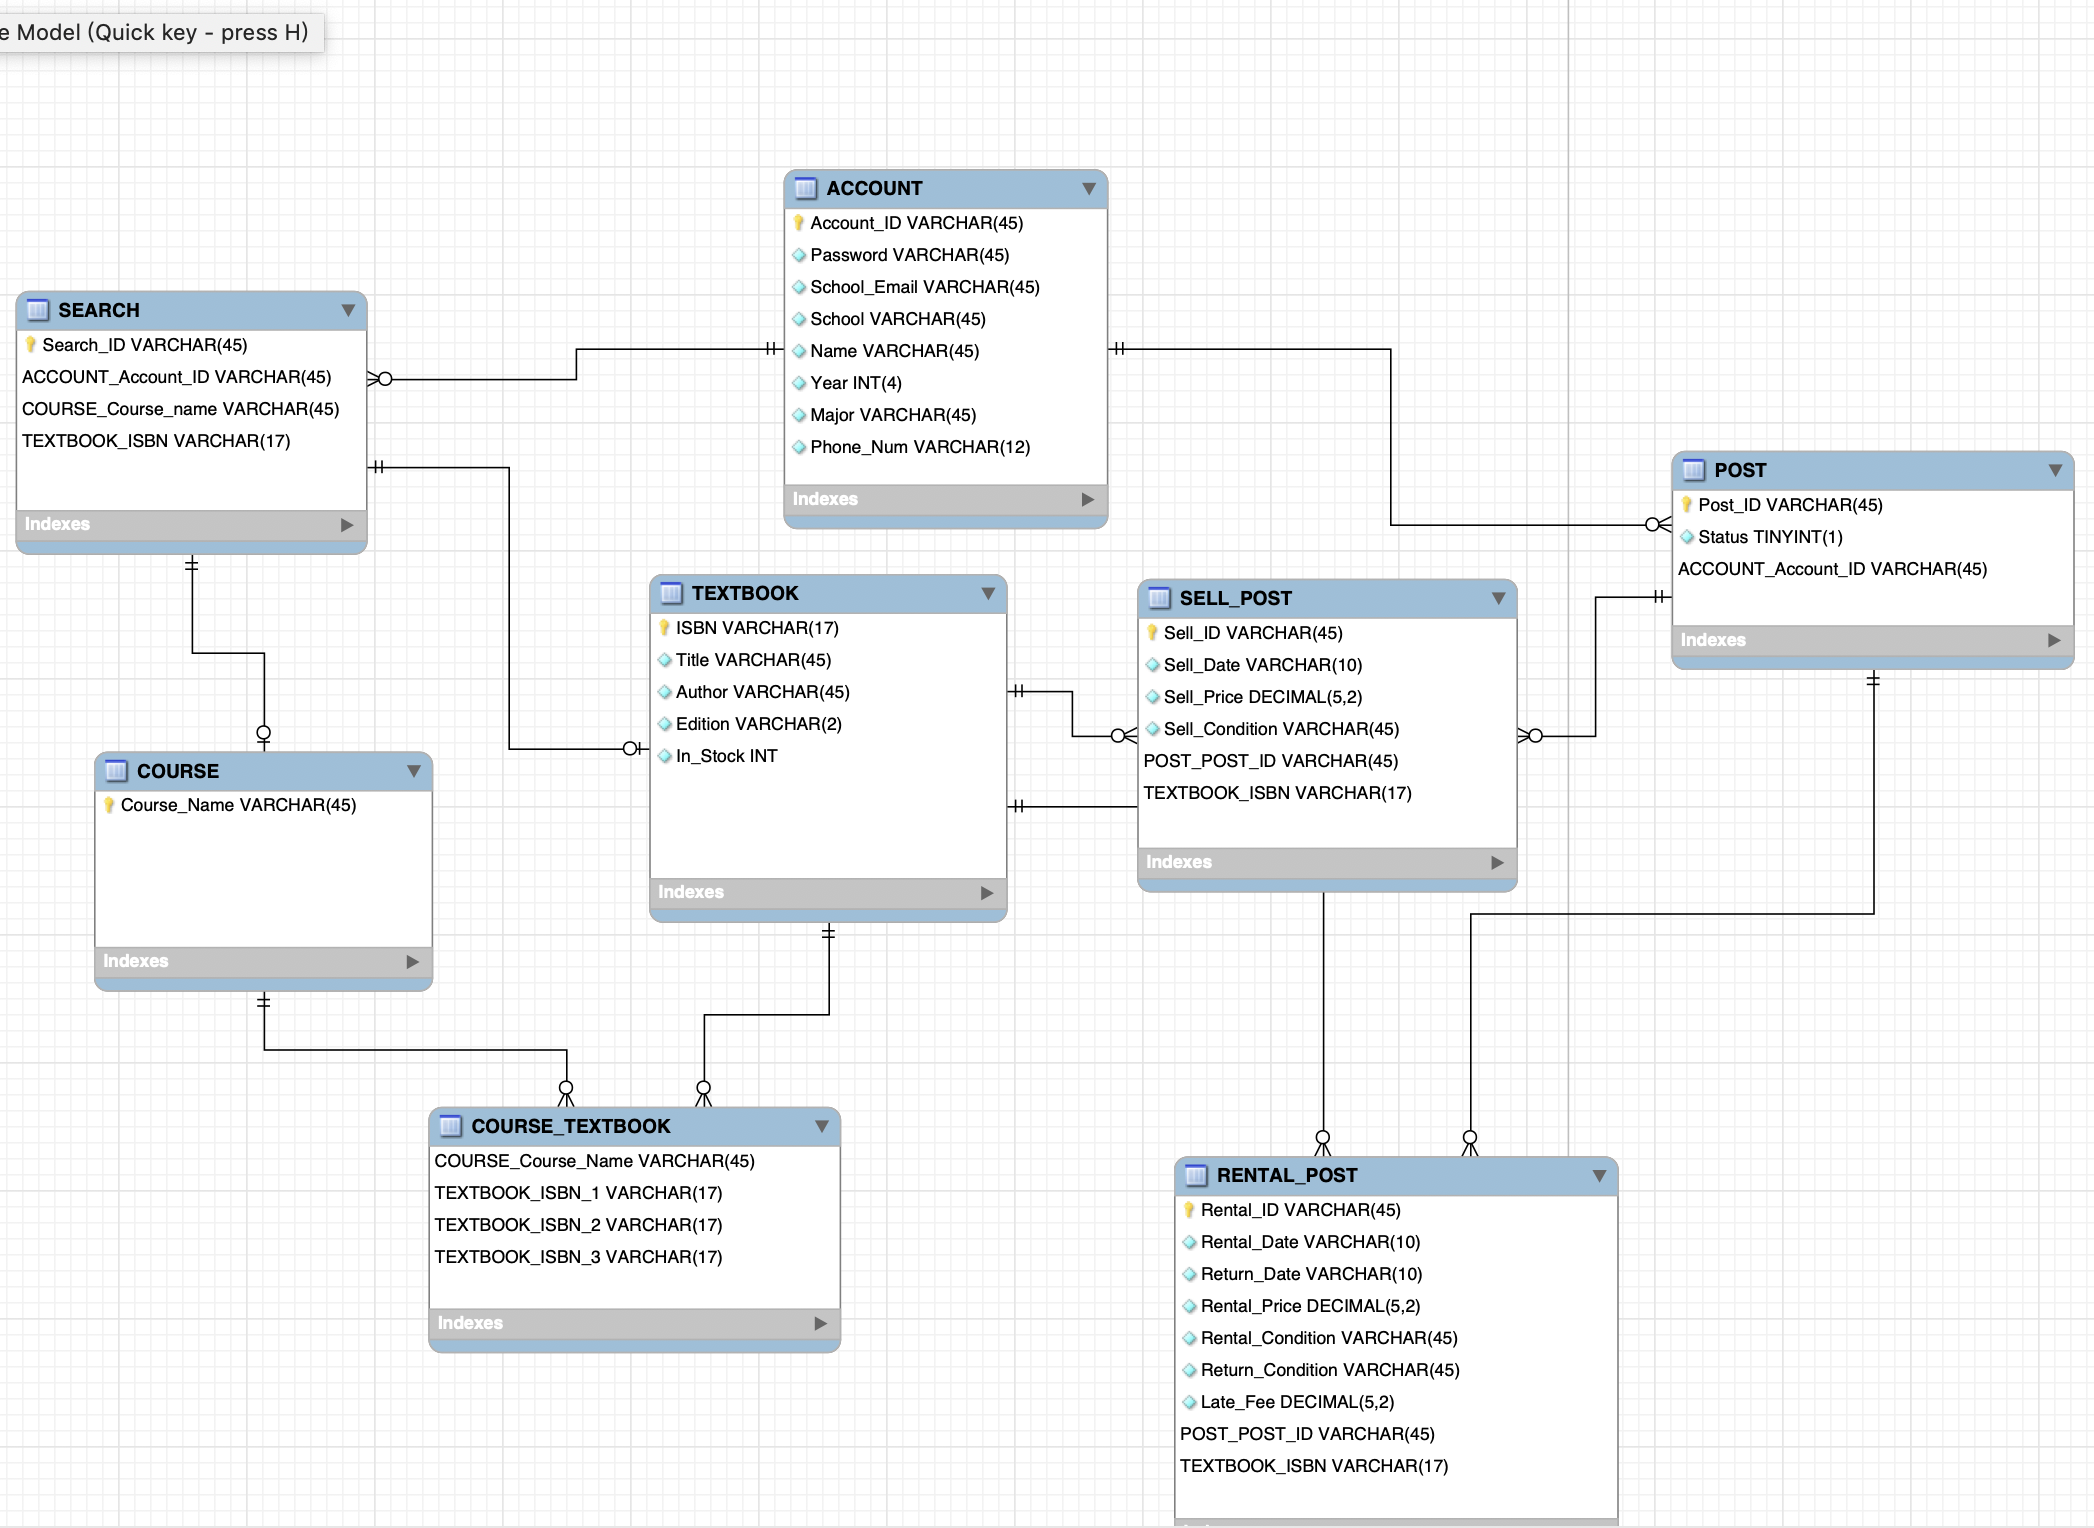 e Model (Quick key - press H)
ACCOUNT
Account_ID VARCHAR(45)
Password VARCHAR(45)
School_Email VARCHAR(45)
School VARCHAR(45)
Name VARCHAR(45)
Year INT(4)
Major VARCHAR(45)
Phone_Num VARCHAR(12)
Indexes
SEARCH
Search_ID VARCHAR(45)
ACCOUNT_Account_ID VARCHAR(45)
COURSE_Course_name VARCHAR(45)
TEXTBOOK_ISBN VARCHAR(17)
Indexes
POST
Post_ID VARCHAR(45)
Status TINYINT(1)
ACCOUNT_Account_ID VARCHAR(45)
Indexes
TEXTBOOK
ISBN VARCHAR(17)
Title VARCHAR(45)
Author VARCHAR(45)
Edition VARCHAR(2)
In_Stock INT
Indexes
SELL_POST
Sell_ID VARCHAR(45)
Sell_Date VARCHAR(10)
Sell_Price DECIMAL(5,2)
Sell_Condition VARCHAR(45)
POST_POST_ID VARCHAR(45)
TEXTBOOK_ISBN VARCHAR(17)
Indexes
COURSE
Course_Name VARCHAR(45)
Indexes
COURSE_TEXTBOOK
COURSE_Course_Name VARCHAR(45)
TEXTBOOK_ISBN_1 VARCHAR(17)
TEXTBOOK_ISBN_2 VARCHAR(17)
TEXTBOOK_ISBN_3 VARCHAR(17)
Indexes
RENTAL_POST
Rental_ID VARCHAR(45)
Rental_Date VARCHAR(10)
Return_Date VARCHAR(10)
Rental_Price DECIMAL(5,2)
Rental_Condition VARCHAR(45)
Return_Condition VARCHAR(45)
Late_Fee DECIMAL(5,2)
POST_POST_ID VARCHAR(45)
TEXTBOOK_ISBN VARCHAR(17)